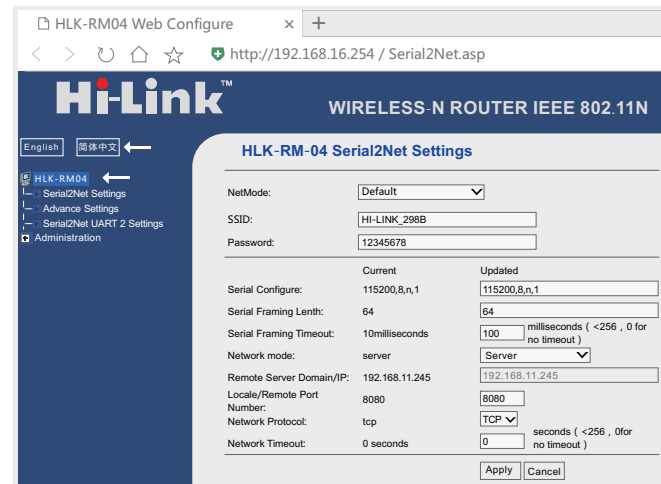 HLK-RM04 Web Configure × +
http://192.168.16.254 / Serial2Net.asp
Hi-Link™
WIRELESS-N ROUTER IEEE 802.11N
English 简体中文
HLK-RM04
Serial2Net Settings
Advance Settings
Serial2Net UART 2 Settings
Administration
HLK-RM-04 Serial2Net Settings
NetMode: Default
SSID: HI-LINK_298B
Password: 12345678
Current Updated
Serial Configure: 115200,8,n,1 115200,8,n,1
Serial Framing Lenth: 64 64
Serial Framing Timeout: 10milliseconds 100 milliseconds ( <256 , 0 for
no timeout )
Network mode: server Server
Remote Server Domain/IP: 192.168.11.245 192.168.11.245
Locale/Remote Port
Number: 8080 8080
Network Protocol: tcp TCP
Network Timeout: 0 seconds 0 seconds ( <256 , 0for
no timeout )
Apply Cancel